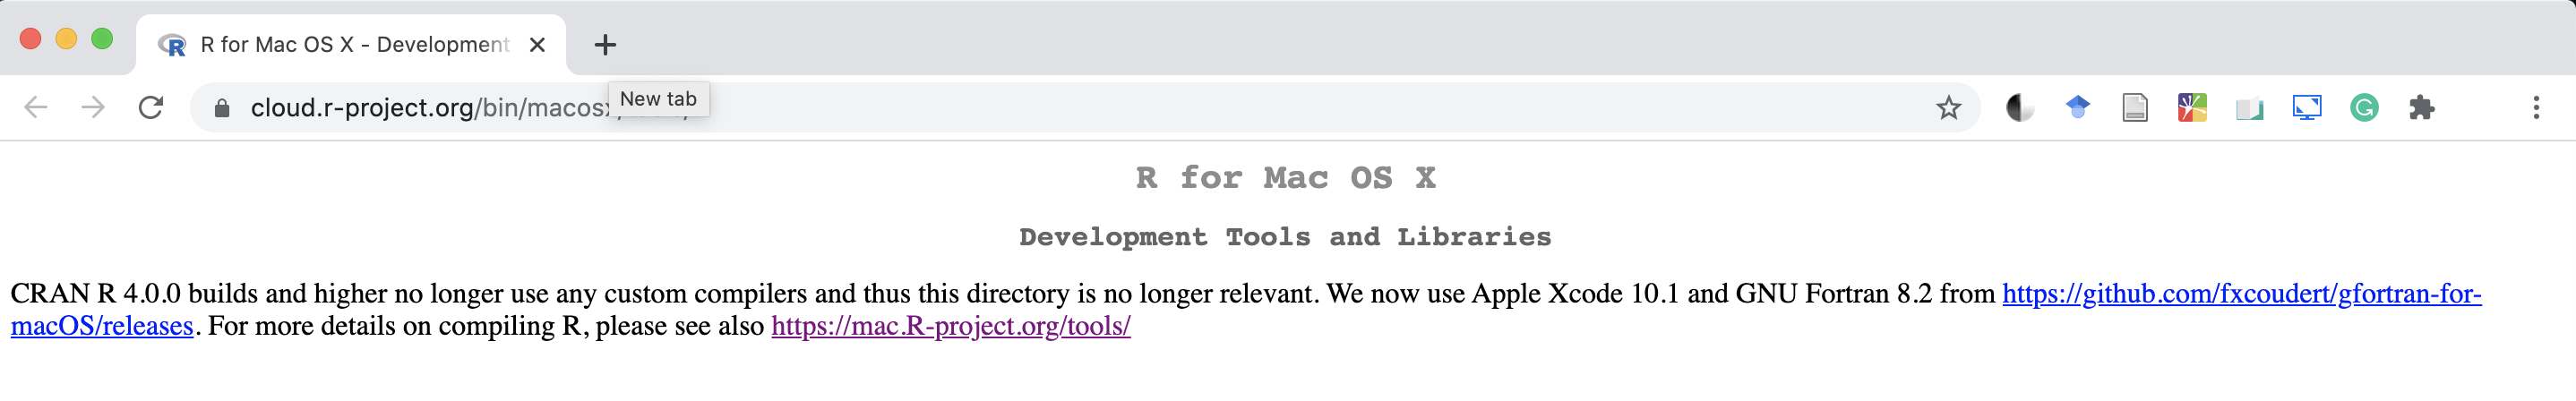 R for Mac OS X - Development
New tab
cloud.r-project.org/bin/macosx
R for Mac OS X
Development Tools and Libraries
CRAN R 4.0.0 builds and higher no longer use any custom compilers and thus this directory is no longer relevant. We now use Apple Xcode 10.1 and GNU Fortran 8.2 from https://github.com/fxcoudert/gfortran-for-
macOS/releases. For more details on compiling R, please see also https://mac.R-project.org/tools/